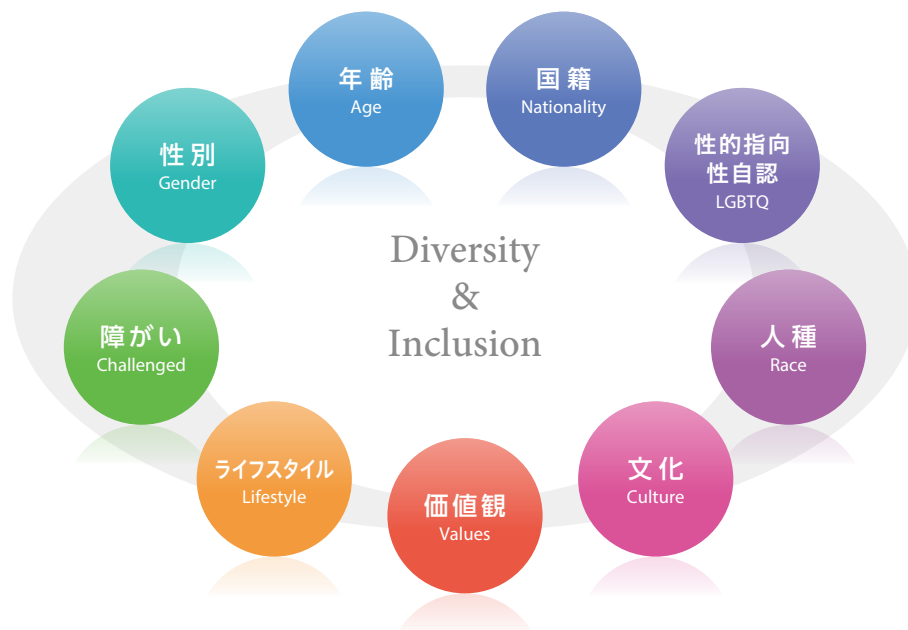 年齢
Age
国籍
Nationality
性別
Gender
性的指向
性自認
LGBTQ
Diversity
&
Inclusion
障がい
Challenged
人種
Race
ライフスタイル
Lifestyle
価値観
Values
文化
Culture